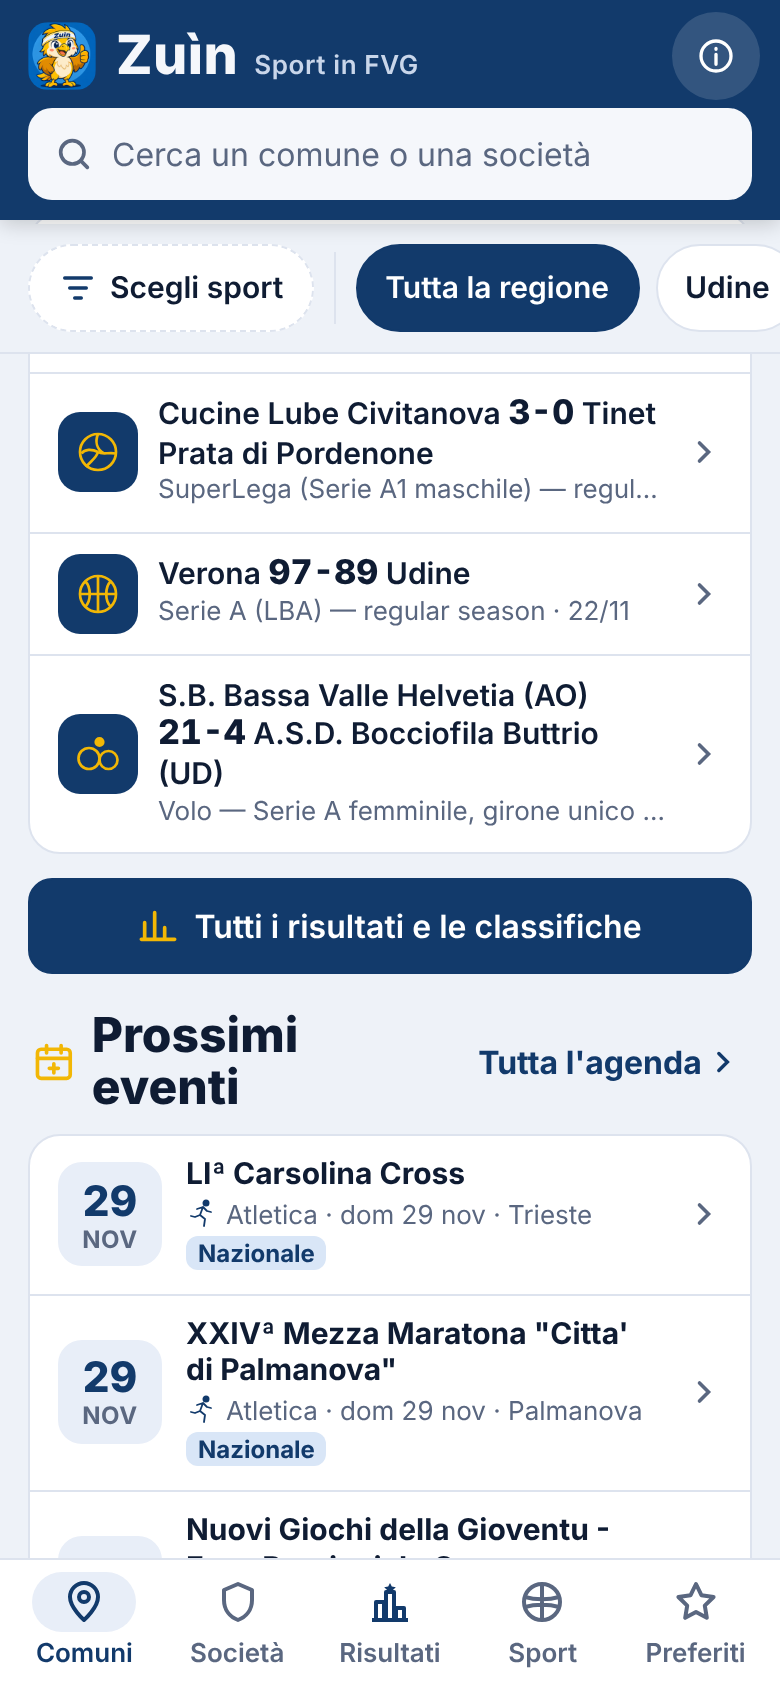 Zuin
Zuìn Sport in FVG
Cerca un comune o una società
Scegli sport
Tutta la regione
Udine
Cucine Lube Civitanova 3-0 Tinet
Prata di Pordenone
SuperLega (Serie A1 maschile) — regul...
Verona 97-89 Udine
Serie A (LBA) — regular season · 22/11
S.B. Bassa Valle Helvetia (AO)
21-4 A.S.D. Bocciofila Buttrio
(UD)
Volo — Serie A femminile, girone unico ...
Tutti i risultati e le classifiche
Prossimi
eventi
Tutta l'agenda
29
NOV
LIª Carsolina Cross
Atletica · dom 29 nov · Trieste
Nazionale
29
NOV
XXIVª Mezza Maratona "Citta'
di Palmanova"
Atletica · dom 29 nov · Palmanova
Nazionale
Nuovi Giochi della Gioventu -
Comuni
Società
Risultati
Sport
Preferiti